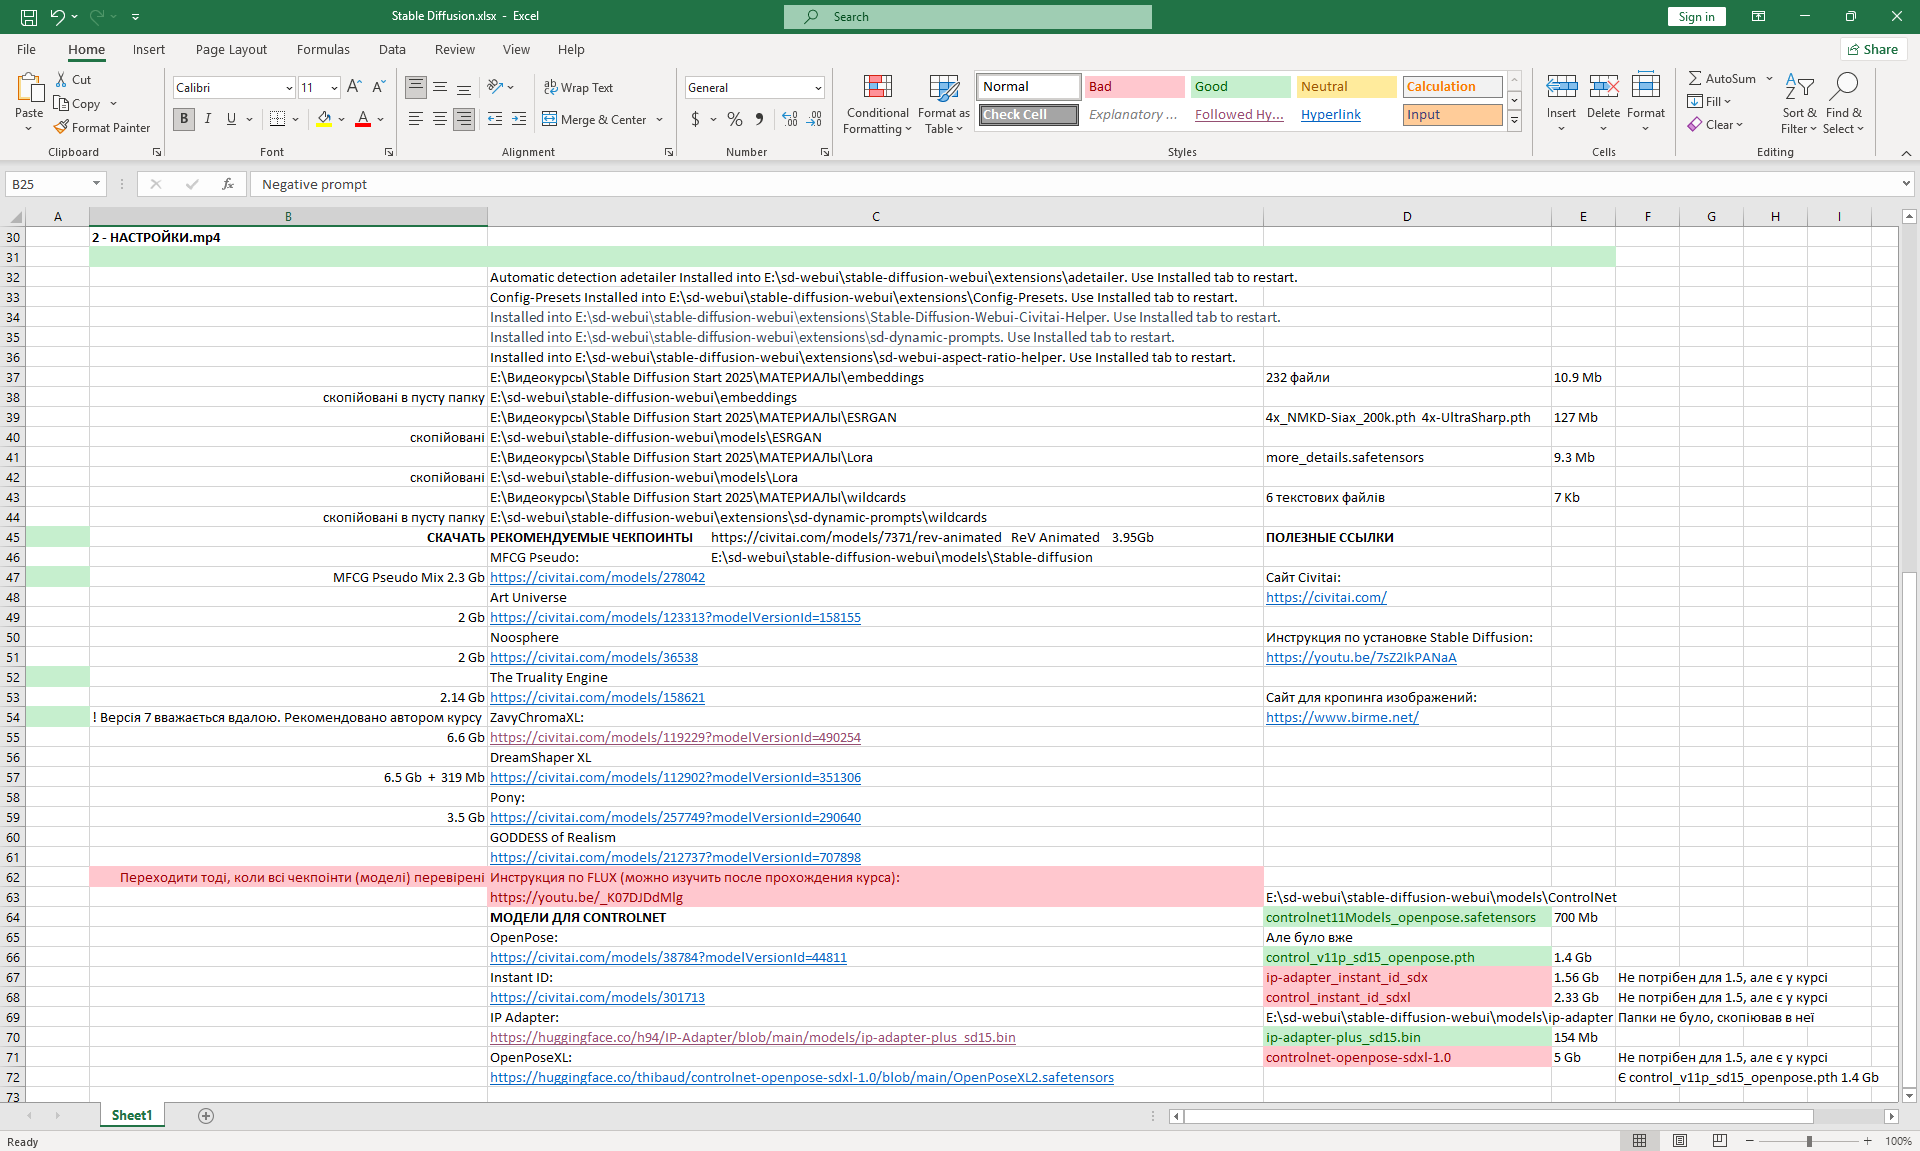 Stable Diffusion.xlsx - Excel
Search
Sign in
File Home Insert Page Layout Formulas Data Review View Help
Share
Paste
Cut
Copy
Format Painter
Clipboard
Calibri 11
B I U
Font
Wrap Text
Merge & Center
Alignment
General
$ %
Number
Conditional Formatting
Format as Table
Normal Bad Good Neutral Calculation
Check Cell Explanatory ... Followed Hy... Hyperlink Input
Styles
Insert Delete Format
Cells
AutoSum
Fill
Clear
Sort & Filter
Find & Select
Editing
B25 fx Negative prompt
A B C D E F G H I
30 2 - НАСТРОЙКИ.mp4
31
32 Automatic detection adetailer Installed into E:\sd-webui\stable-diffusion-webui\extensions\adetailer. Use Installed tab to restart.
33 Config-Presets Installed into E:\sd-webui\stable-diffusion-webui\extensions\Config-Presets. Use Installed tab to restart.
34 Installed into E:\sd-webui\stable-diffusion-webui\extensions\Stable-Diffusion-Webui-Civitai-Helper. Use Installed tab to restart.
35 Installed into E:\sd-webui\stable-diffusion-webui\extensions\sd-dynamic-prompts. Use Installed tab to restart.
36 Installed into E:\sd-webui\stable-diffusion-webui\extensions\sd-webui-aspect-ratio-helper. Use Installed tab to restart.
37 E:\Видеокурсы\Stable Diffusion Start 2025\МАТЕРИАЛЫ\embeddings 232 файли 10.9 Mb
38 скопійовані в пусту папку E:\sd-webui\stable-diffusion-webui\embeddings
39 E:\Видеокурсы\Stable Diffusion Start 2025\МАТЕРИАЛЫ\ESRGAN 4x_NMKD-Siax_200k.pth 4x-UltraSharp.pth 127 Mb
40 скопійовані E:\sd-webui\stable-diffusion-webui\models\ESRGAN
41 E:\Видеокурсы\Stable Diffusion Start 2025\МАТЕРИАЛЫ\Lora more_details.safetensors 9.3 Mb
42 скопійовані E:\sd-webui\stable-diffusion-webui\models\Lora
43 E:\Видеокурсы\Stable Diffusion Start 2025\МАТЕРИАЛЫ\wildcards 6 текстових файлів 7 Kb
44 скопійовані в пусту папку E:\sd-webui\stable-diffusion-webui\extensions\sd-dynamic-prompts\wildcards
45 СКАЧАТЬ РЕКОМЕНДУЕМЫЕ ЧЕКПОИНТЫ https://civitai.com/models/7371/rev-animated ReV Animated 3.95Gb ПОЛЕЗНЫЕ ССЫЛКИ
46 MFCG Pseudo: E:\sd-webui\stable-diffusion-webui\models\Stable-diffusion
47 MFCG Pseudo Mix 2.3 Gb https://civitai.com/models/278042 Сайт Civitai:
48 Art Universe https://civitai.com/
49 2 Gb https://civitai.com/models/123313?modelVersionId=158155
50 Noosphere Инструкция по установке Stable Diffusion:
51 2 Gb https://civitai.com/models/36538 https://youtu.be/7sZ2IkPANaA
52 The Truality Engine
53 2.14 Gb https://civitai.com/models/158621 Сайт для кропинга изображений:
54 ! Версія 7 вважається вдалою. Рекомендовано автором курсу ZavyChromaXL: https://www.birme.net/
55 6.6 Gb https://civitai.com/models/119229?modelVersionId=490254
56 DreamShaper XL
57 6.5 Gb + 319 Mb https://civitai.com/models/112902?modelVersionId=351306
58 Pony:
59 3.5 Gb https://civitai.com/models/257749?modelVersionId=290640
60 GODDESS of Realism
61 https://civitai.com/models/212737?modelVersionId=707898
62 Переходити тоді, коли всі чекпоінти (моделі) перевірені Инструкция по FLUX (можно изучить после прохождения курса):
63 https://youtu.be/_K07DJDdMlg E:\sd-webui\stable-diffusion-webui\models\ControlNet
64 МОДЕЛИ ДЛЯ CONTROLNET controlnet11Models_openpose.safetensors 700 Mb
65 OpenPose: Але було вже
66 https://civitai.com/models/38784?modelVersionId=44811 control_v11p_sd15_openpose.pth 1.4 Gb
67 Instant ID: ip-adapter_instant_id_sdx 1.56 Gb Не потрібен для 1.5, але є у курсі
68 https://civitai.com/models/301713 control_instant_id_sdxl 2.33 Gb Не потрібен для 1.5, але є у курсі
69 IP Adapter: E:\sd-webui\stable-diffusion-webui\models\ip-adapter Папки не було, скопіював в неї
70 https://huggingface.co/h94/IP-Adapter/blob/main/models/ip-adapter-plus_sd15.bin ip-adapter-plus_sd15.bin 154 Mb
71 OpenPoseXL: controlnet-openpose-sdxl-1.0 5 Gb Не потрібен для 1.5, але є у курсі
72 https://huggingface.co/thibaud/controlnet-openpose-sdxl-1.0/blob/main/OpenPoseXL2.safetensors Є control_v11p_sd15_openpose.pth 1.4 Gb
73
Sheet1
Ready
100%